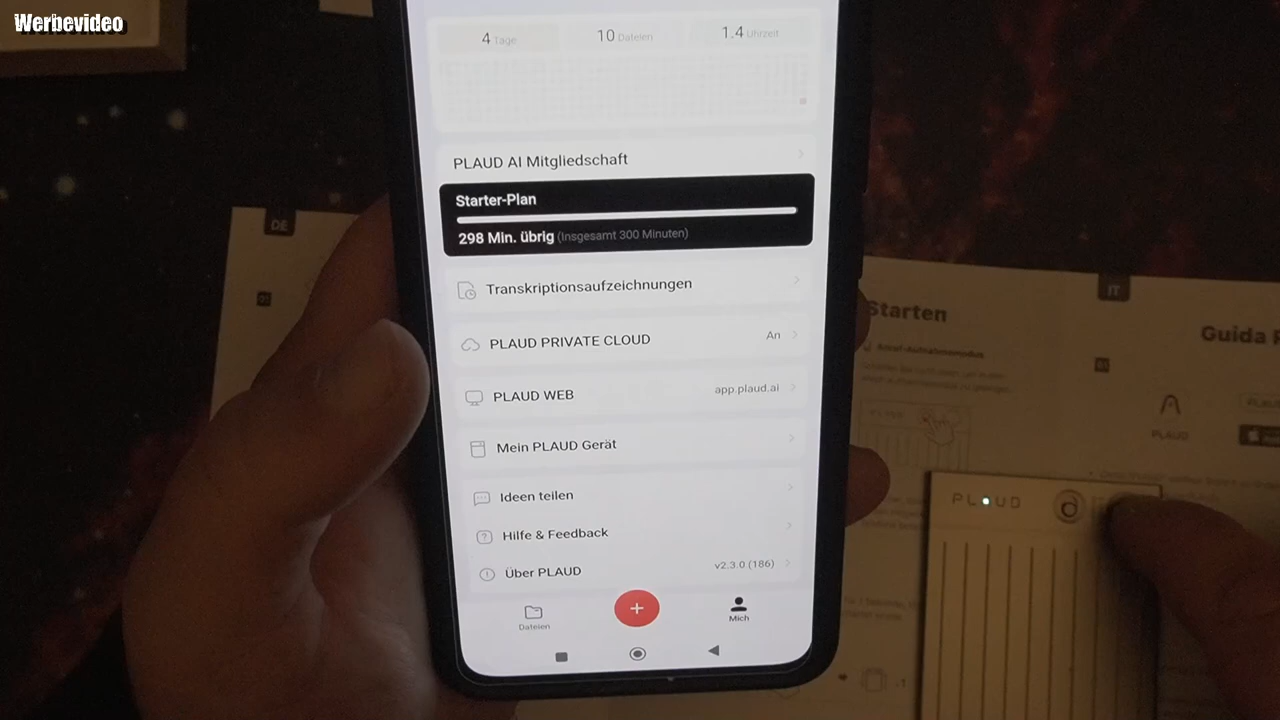 Werbevideo
4 Tage 10 Dateien 1.4 Uhrzeit
PLAUD AI Mitgliedschaft
Starter-Plan
298 Min. übrig (Insgesamt 300 Minuten)
Transkriptionsaufzeichnungen
PLAUD PRIVATE CLOUD An
PLAUD WEB app.plaud.ai
Mein PLAUD Gerät
Ideen teilen
Hilfe & Feedback
Über PLAUD v2.3.0 (186)
Dateien
Mich
DE
Starten
IT
Guida
PLAUD
PLAUD